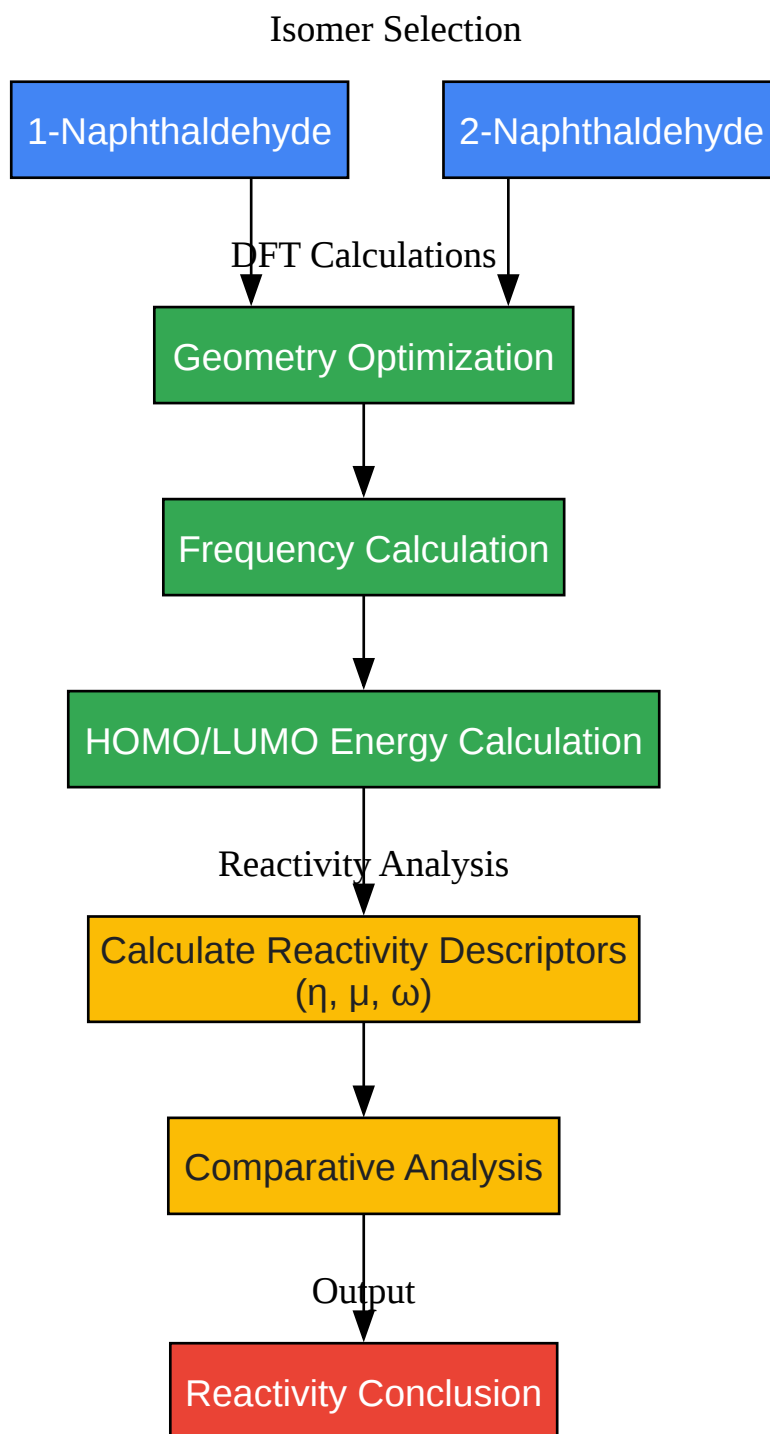 Isomer Selection
1-Naphthaldehyde
2-Naphthaldehyde
DFT Calculations
Geometry Optimization
Frequency Calculation
HOMO/LUMO Energy Calculation
Reactivity Analysis
Calculate Reactivity Descriptors
(η, μ, ω)
Comparative Analysis
Output
Reactivity Conclusion